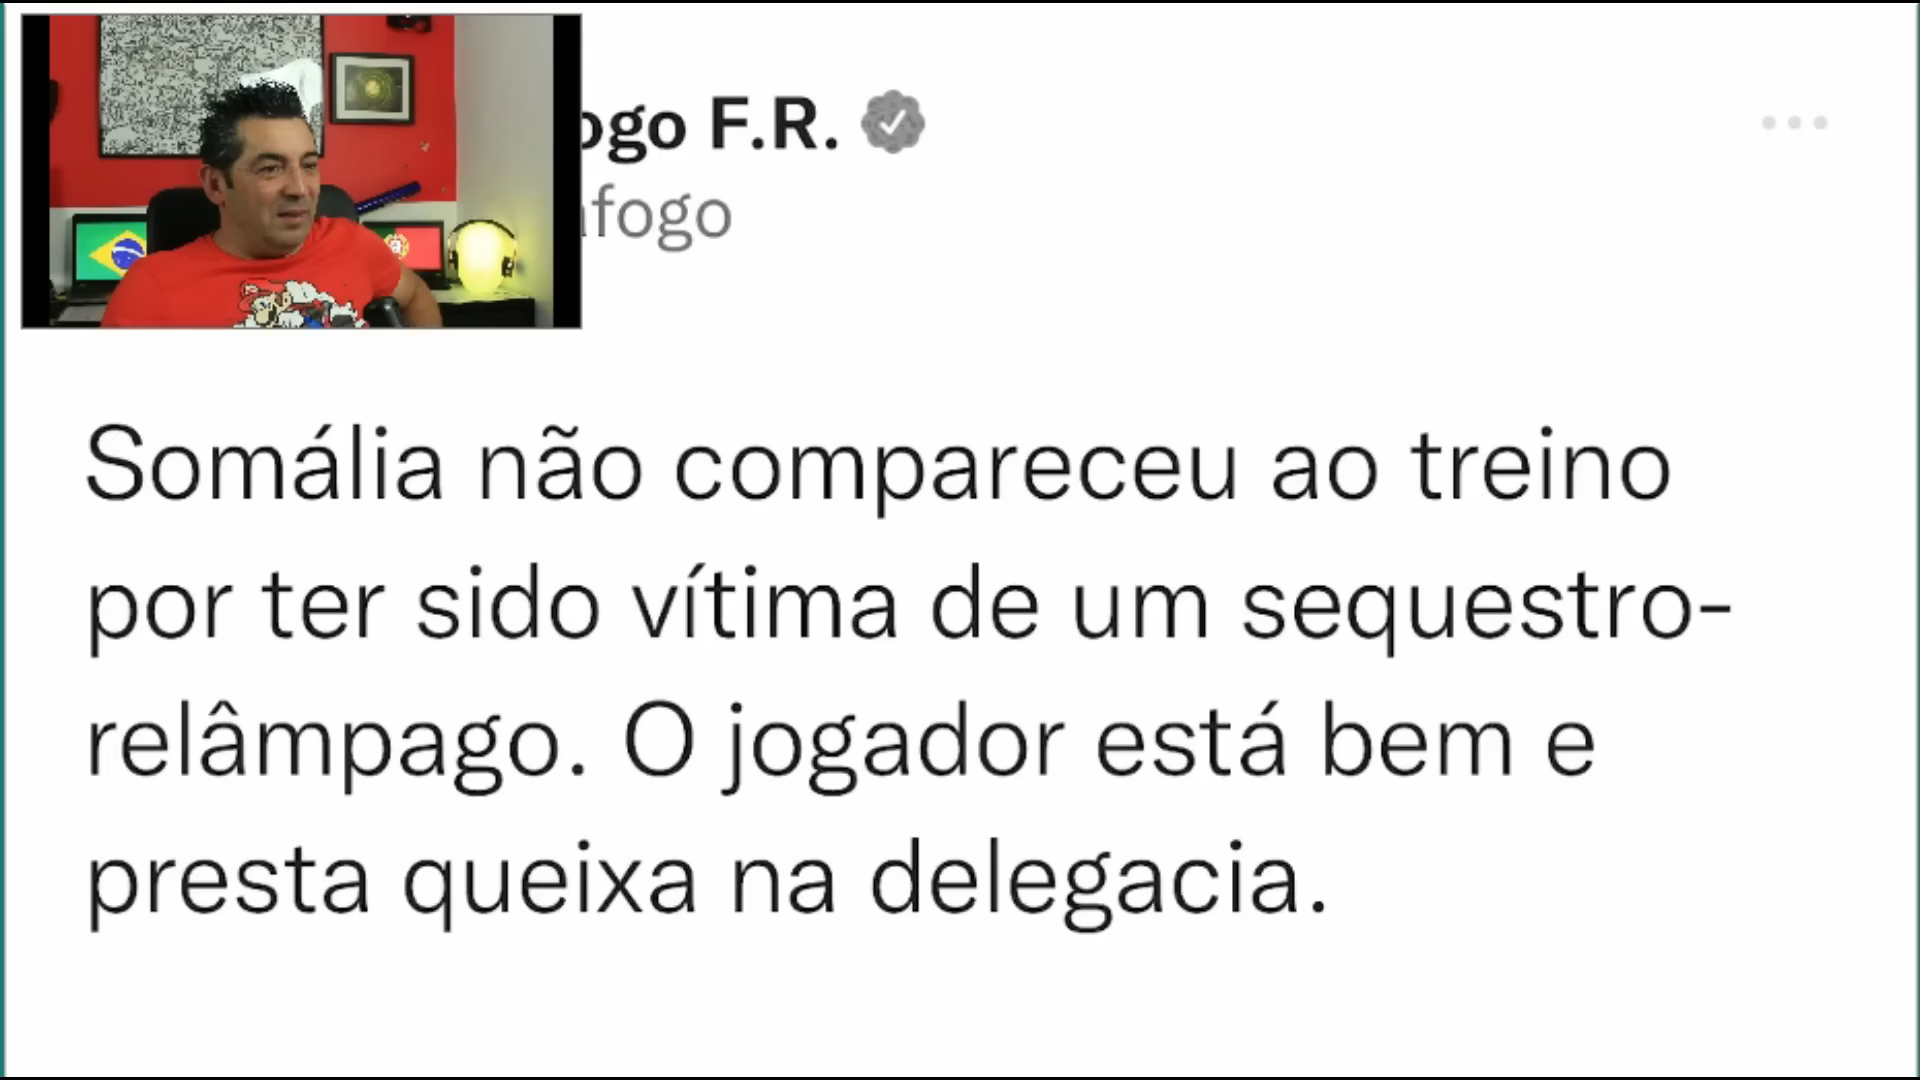 ogo F.R.
afogo
Somália não compareceu ao treino
por ter sido vítima de um sequestro-
relâmpago. O jogador está bem e
presta queixa na delegacia.